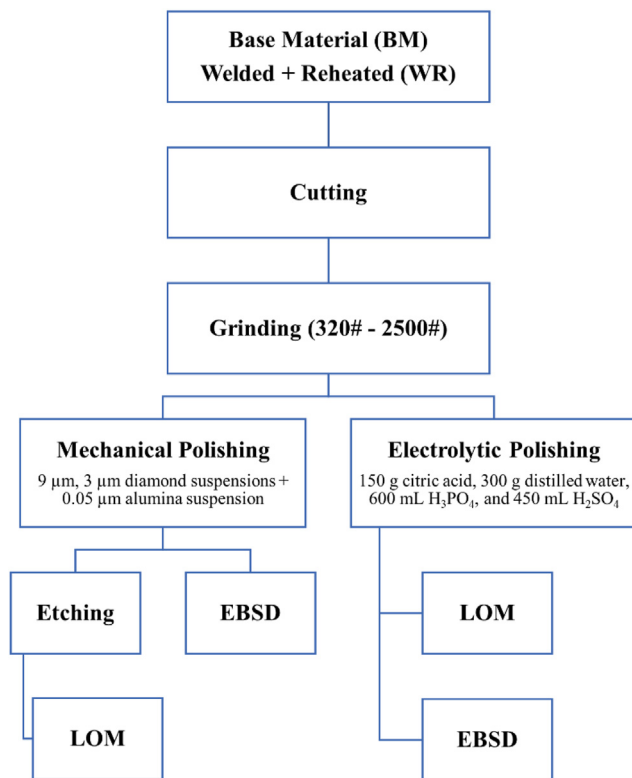 Base Material (BM)
Welded + Reheated (WR)
Cutting
Grinding (320# - 2500#)
Mechanical Polishing
9 µm, 3 µm diamond suspensions +
0.05 µm alumina suspension
Electrolytic Polishing
150 g citric acid, 300 g distilled water,
600 mL H₃PO₄, and 450 mL H₂SO₄
Etching
EBSD
LOM
LOM
EBSD